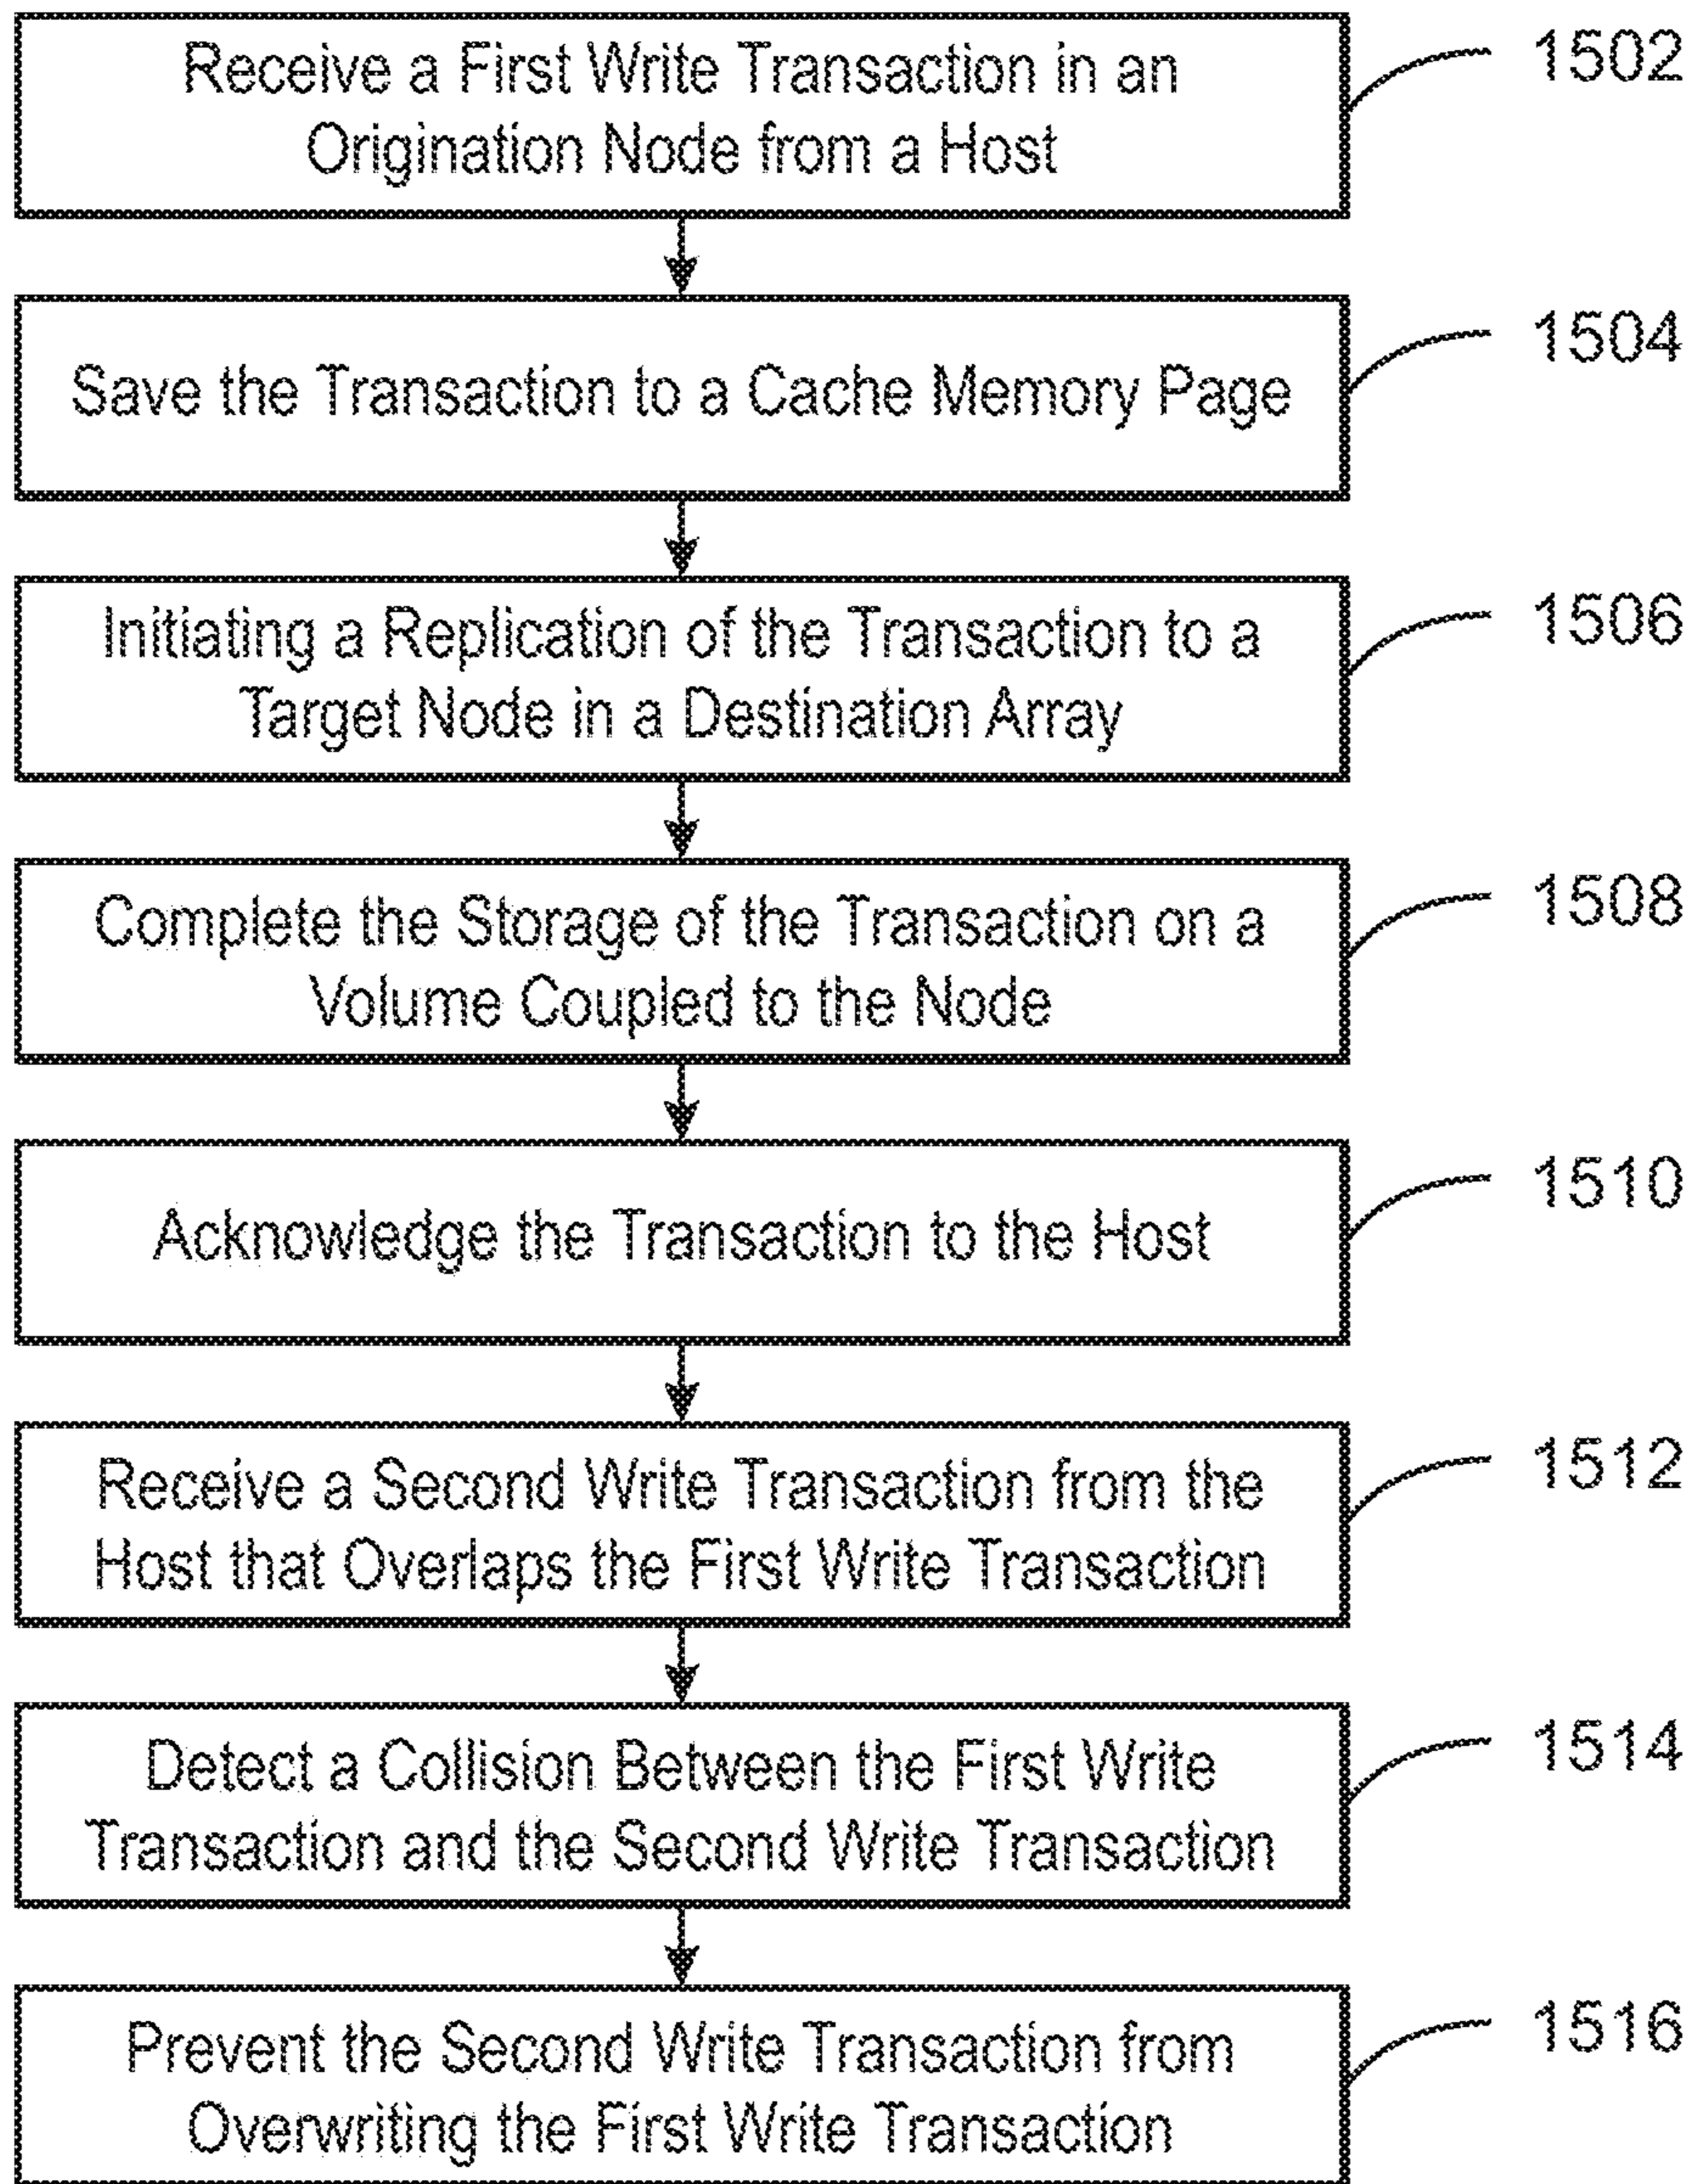 Receive a First Write Transaction in an
Origination Node from a Host
1502
Save the Transaction to a Cache Memory Page
1504
Initiating a Replication of the Transaction to a
Target Node in a Destination Array
1506
Complete the Storage of the Transaction on a
Volume Coupled to the Node
1508
Acknowledge the Transaction to the Host
1510
Receive a Second Write Transaction from the
Host that Overlaps the First Write Transaction
1512
Detect a Collision Between the First Write
Transaction and the Second Write Transaction
1514
Prevent the Second Write Transaction from
Overwriting the First Write Transaction
1516